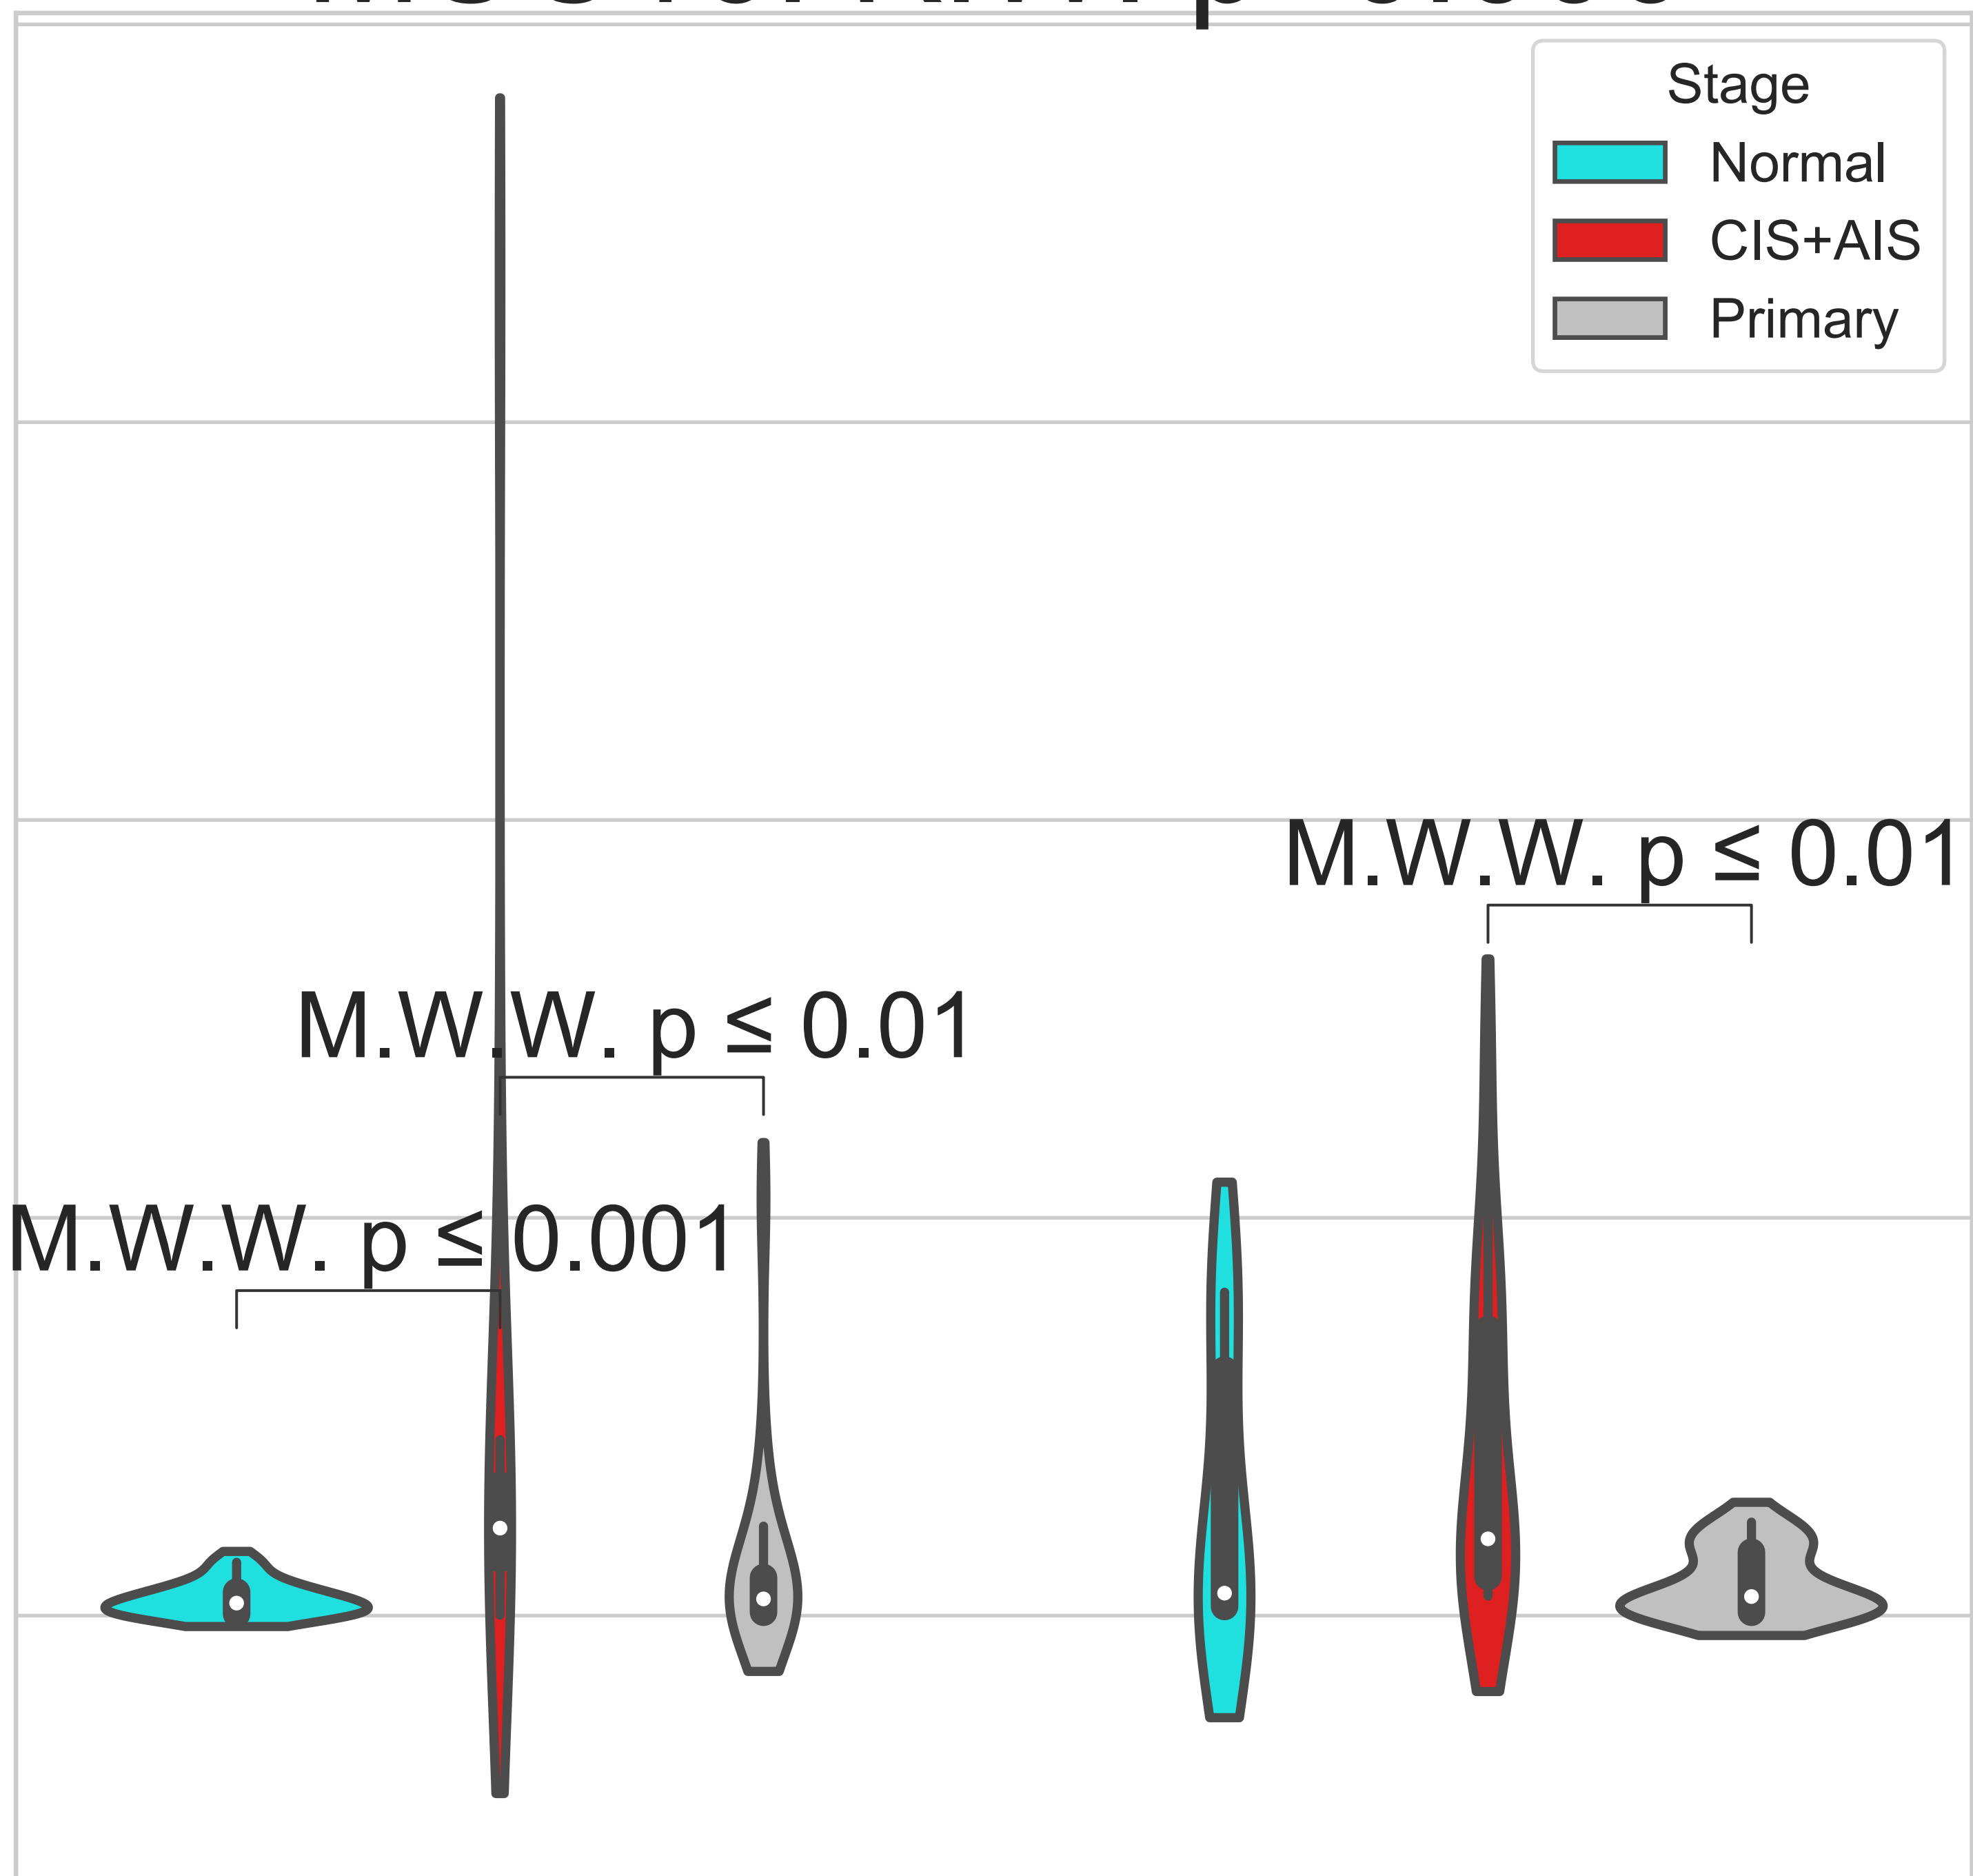 Stage
Normal
CIS+AIS
Primary
M.W.W. p ≤ 0.01
M.W.W. p ≤ 0.01
M.W.W. p ≤ 0.001